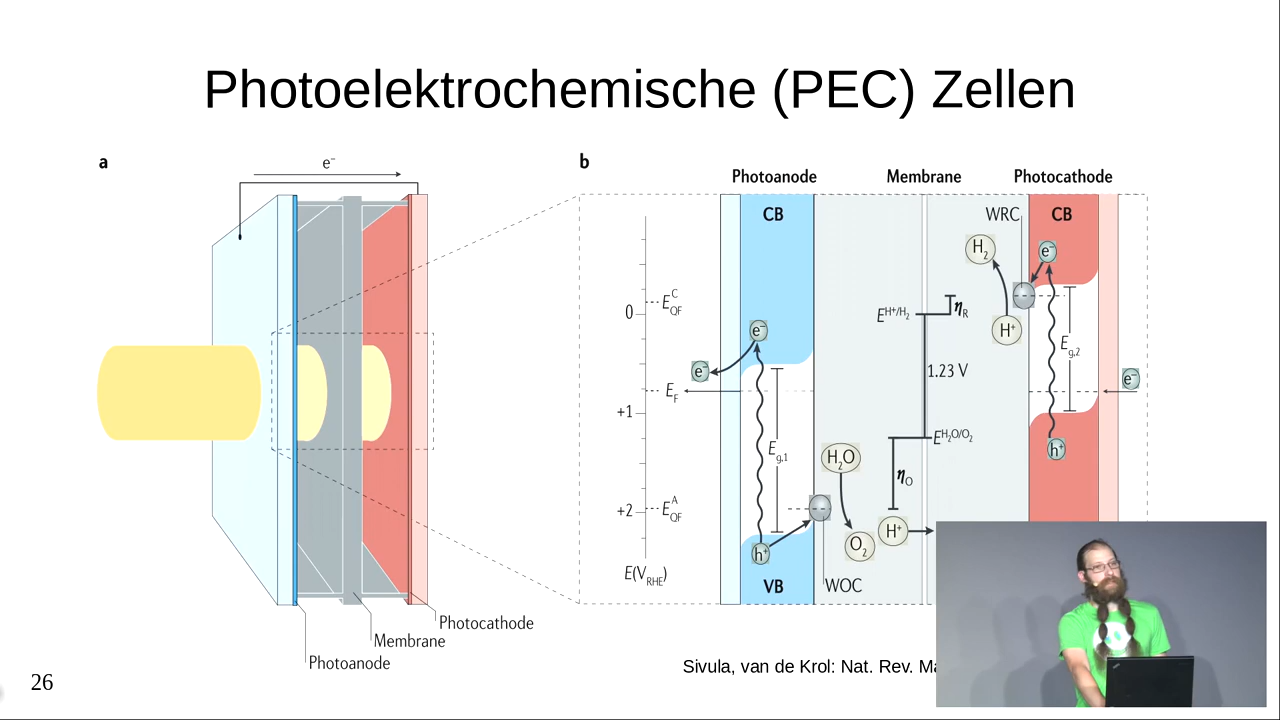 Photoelektrochemische (PEC) Zellen
a
e⁻
Photocathode
Membrane
Photoanode
b
Photoanode Membrane Photocathode
CB
WRC
CB
H₂
e⁻
E_QF^C
0
E^H⁺/H₂
η_R
H⁺
e⁻
e⁻
E_g,2
1.23 V
E_F
e⁻
+1
E^H₂O/O₂
E_g,1
H₂O
h⁺
η_O
+2
E_QF^A
H⁺
O₂
h⁺
E(V_RHE)
VB
WOC
Sivula, van de Krol: Nat. Rev.
26